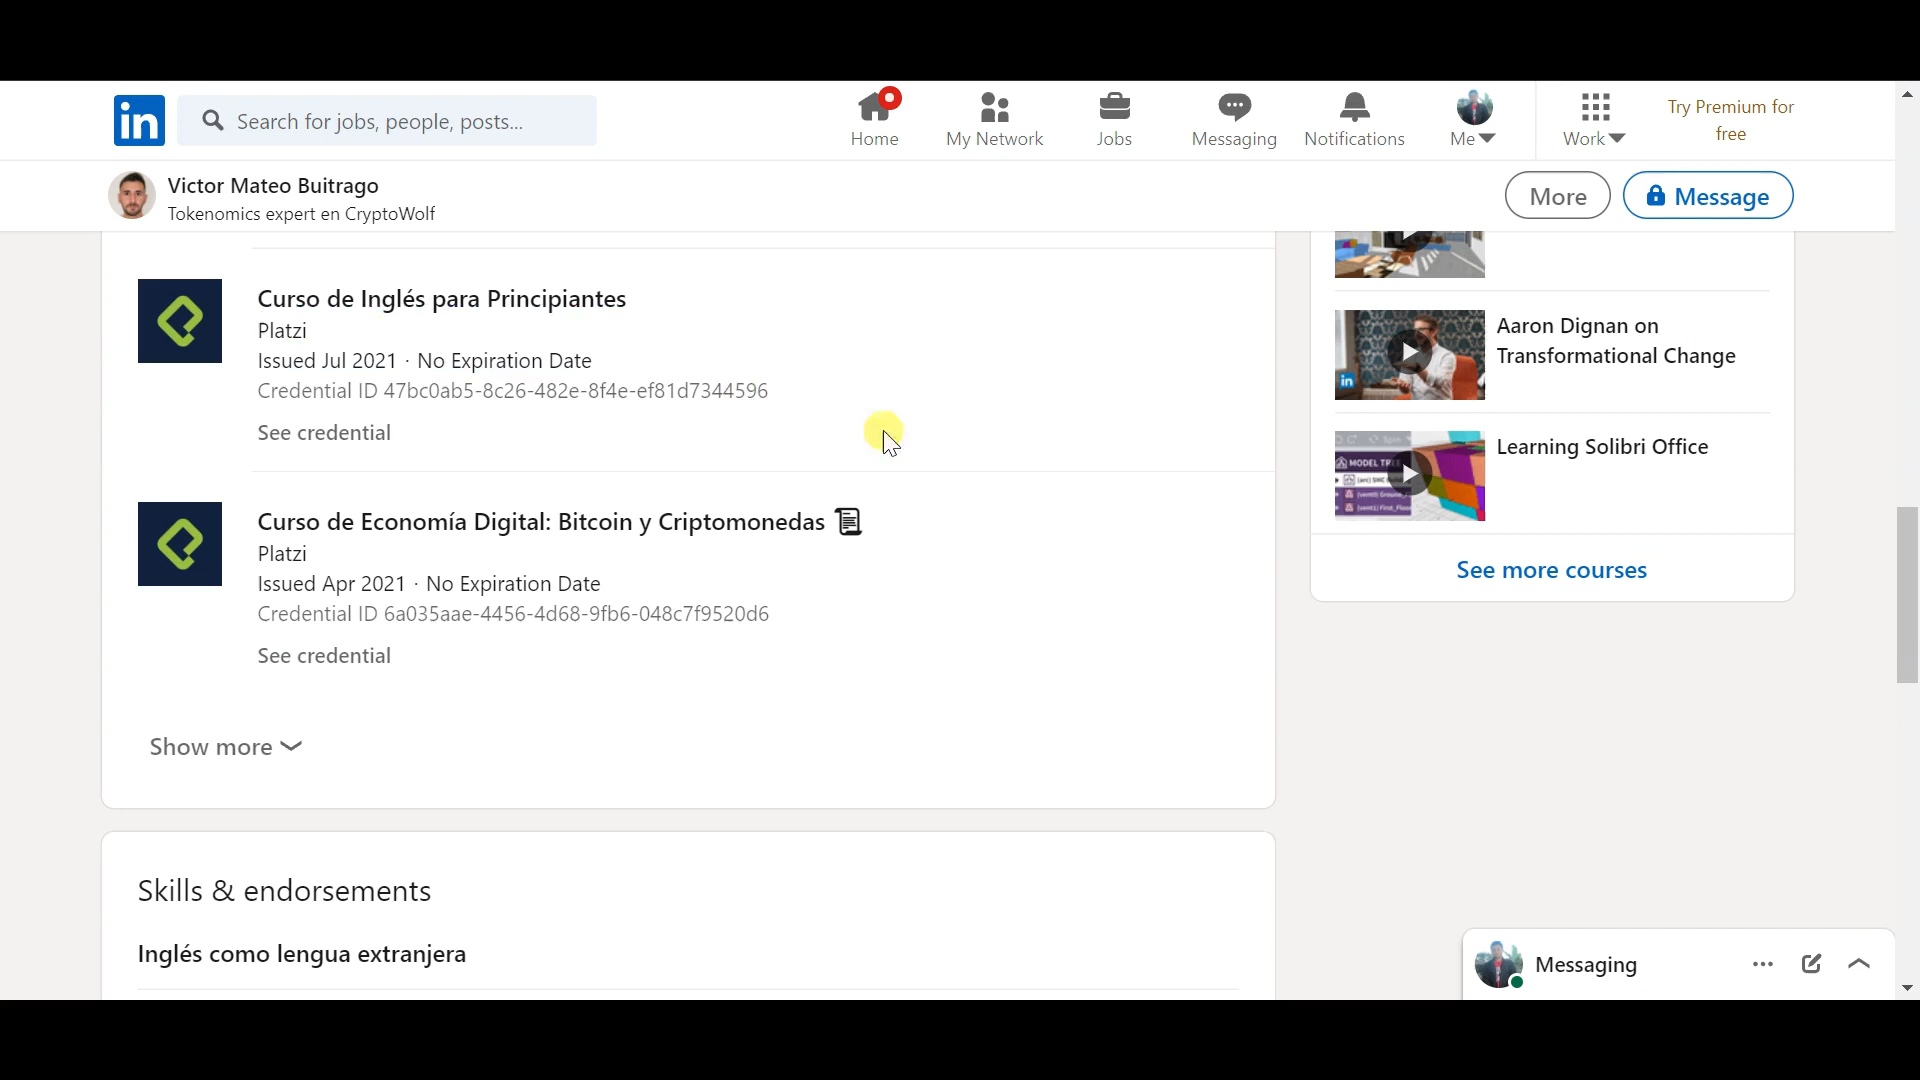 in
Search for jobs, people, posts...
Home
My Network
Jobs
Messaging
Notifications
Me
Work
Try Premium for
free
Victor Mateo Buitrago
Tokenomics expert en CryptoWolf
More
Message
Curso de Inglés para Principiantes
Platzi
Issued Jul 2021 · No Expiration Date
Credential ID 47bc0ab5-8c26-482e-8f4e-ef81d7344596
See credential
Curso de Economía Digital: Bitcoin y Criptomonedas
Platzi
Issued Apr 2021 · No Expiration Date
Credential ID 6a035aae-4456-4d68-9fb6-048c7f9520d6
See credential
Show more
Skills & endorsements
Inglés como lengua extranjera
Aaron Dignan on
Transformational Change
in
Learning Solibri Office
MODEL TREE
See more courses
Messaging